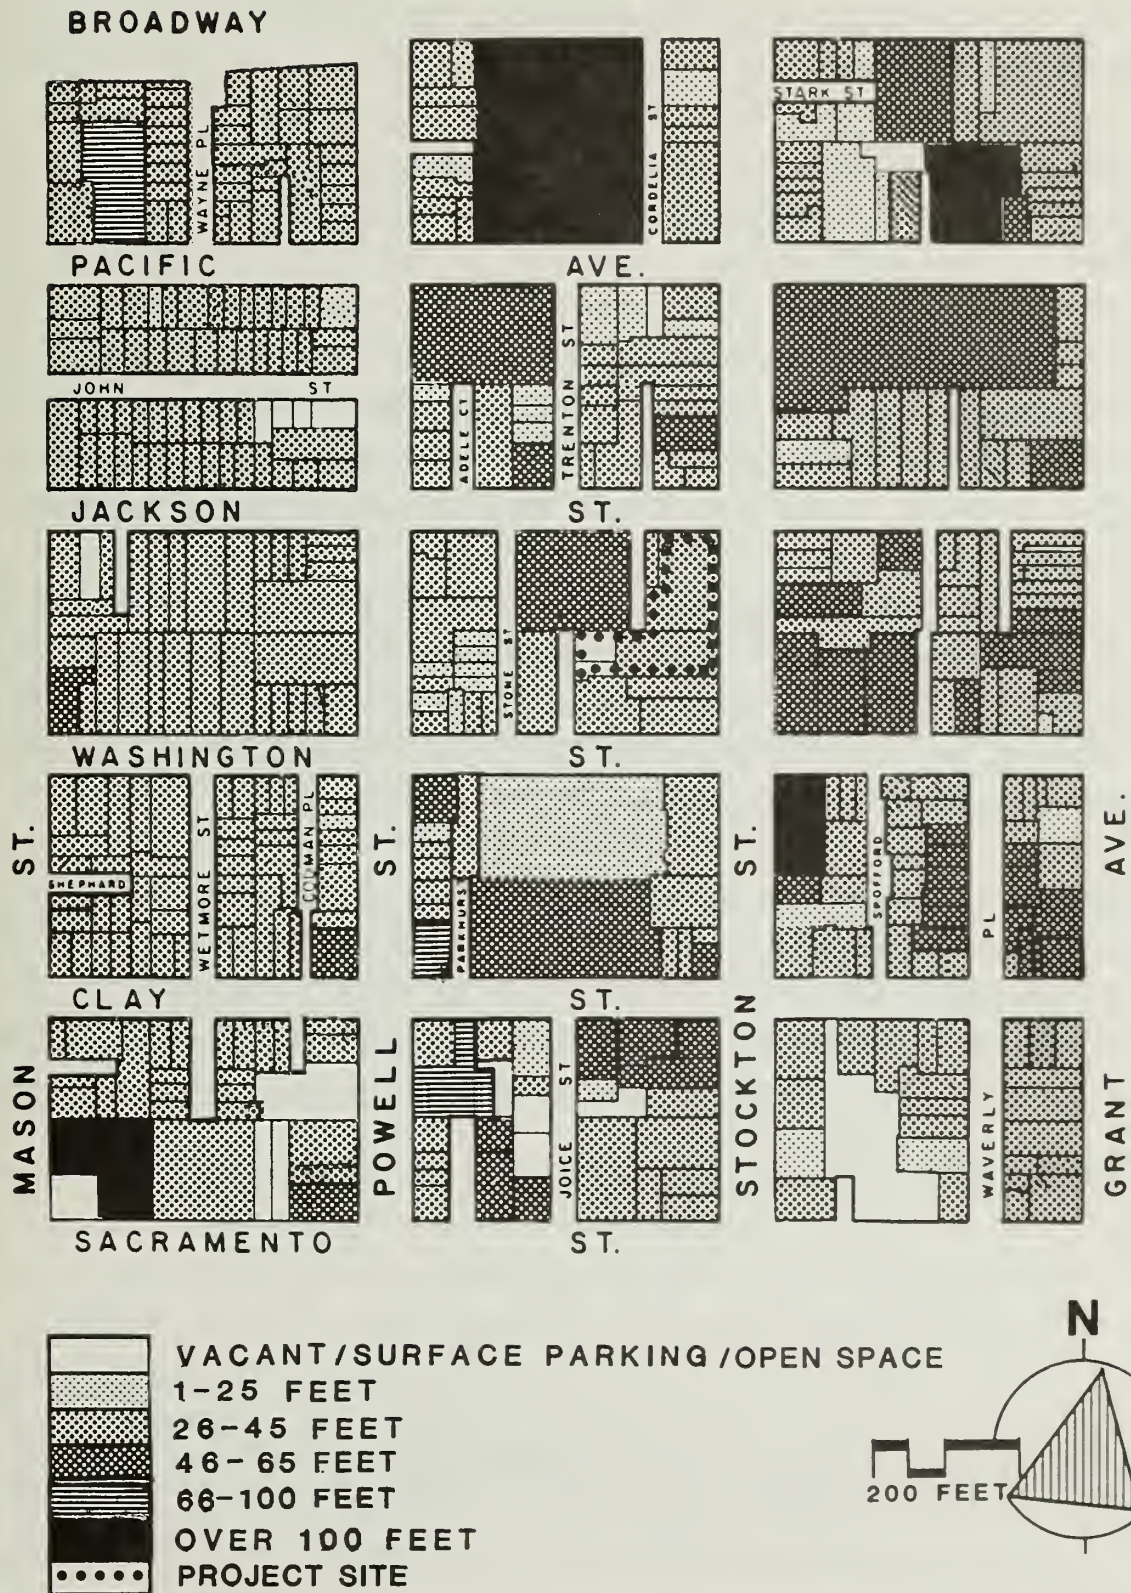 BROADWAY
STARK ST
WAYNE PL
CORDELIA ST
PACIFIC AVE.
JOHN ST
ADELE CT
TRENTON ST
JACKSON ST.
STONE ST
WASHINGTON ST.
MASON ST.
POWELL ST.
STOCKTON ST.
GRANT AVE.
SHEPHARD
WETMORE ST
CODMAN PL
PARKHURST
SPOFFORD
WAVERLY PL
CLAY ST.
JOICE ST
SACRAMENTO ST.
VACANT/SURFACE PARKING/OPEN SPACE
1-25 FEET
26-45 FEET
46-65 FEET
66-100 FEET
OVER 100 FEET
PROJECT SITE
N
200 FEET